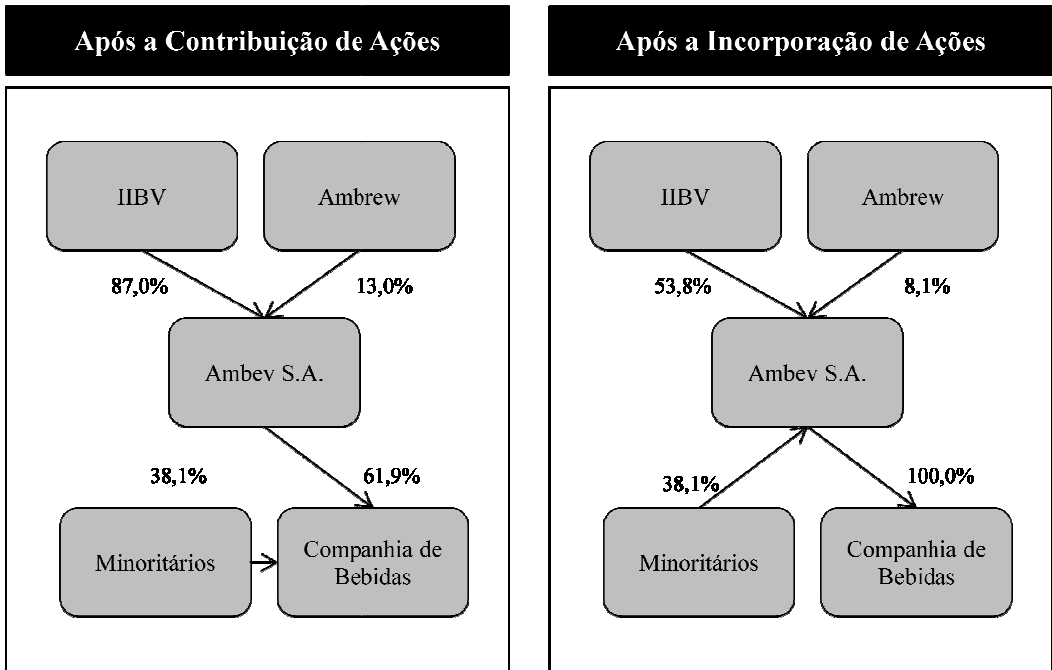 Após a Contribuição de Ações
IIBV
Ambrew
87,0%
13,0%
Ambev S.A.
38,1%
61,9%
Minoritários
Companhia de
Bebidas
Após a Incorporação de Ações
IIBV
Ambrew
53,8%
8,1%
Ambev S.A.
38,1%
100,0%
Minoritários
Companhia de
Bebidas